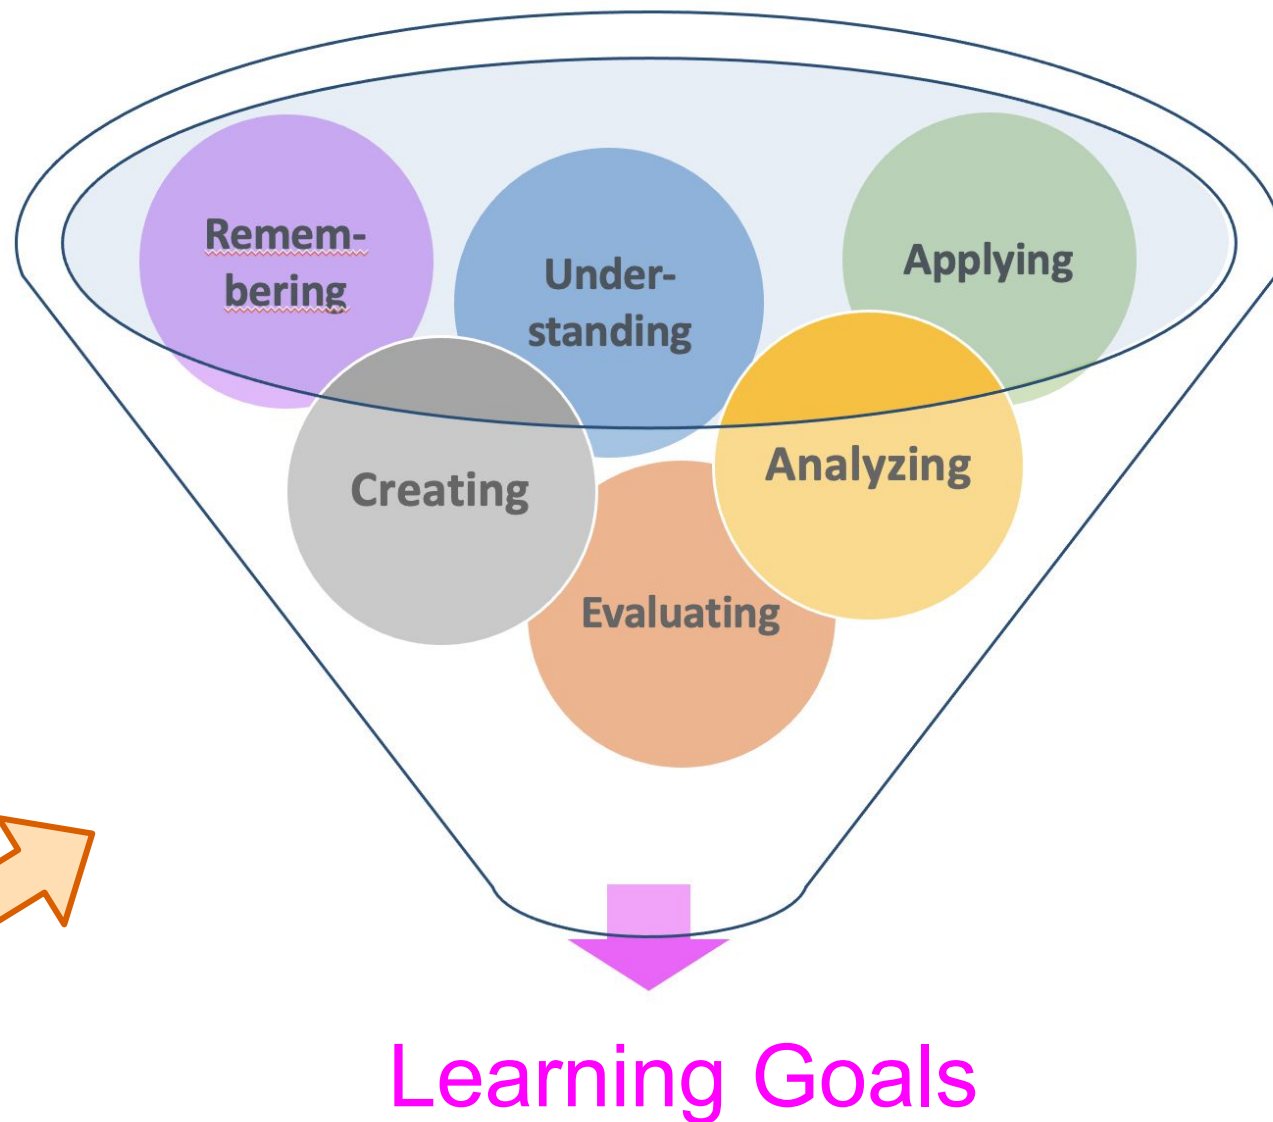 Remem-
bering
Under-
standing
Applying
Creating
Analyzing
Evaluating
Learning Goals